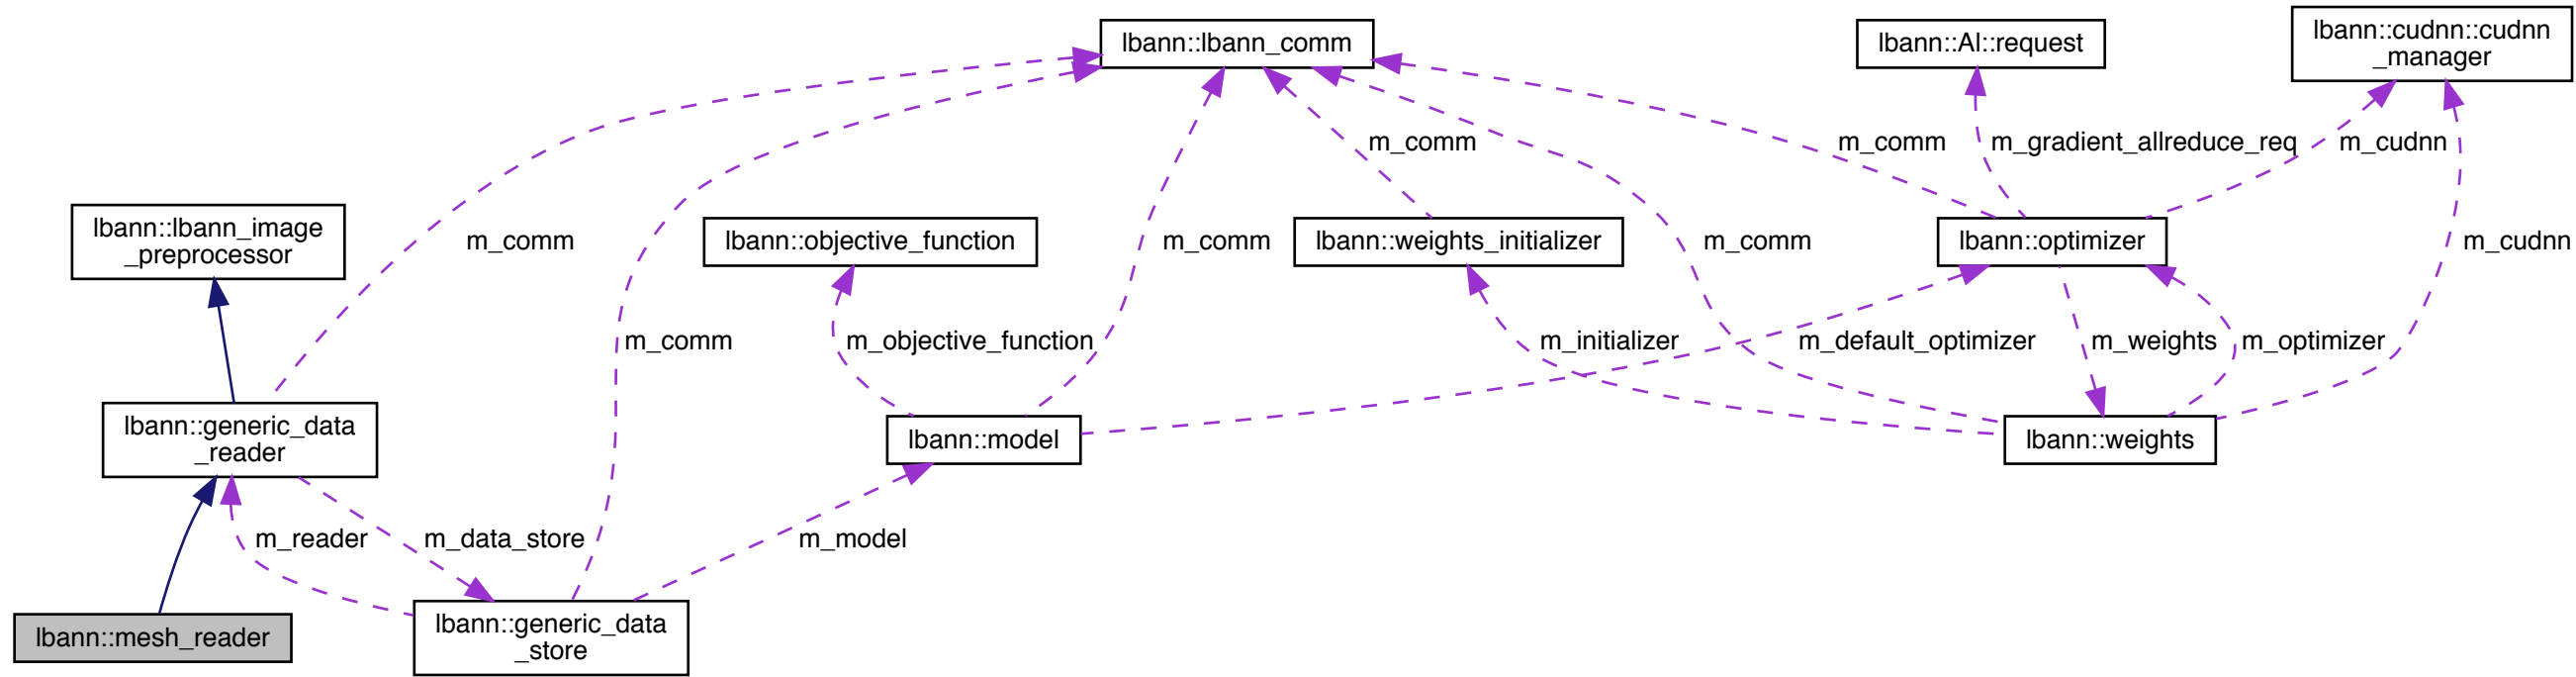 lbann::lbann_comm
lbann::Al::request
lbann::cudnn::cudnn
_manager
m_comm
m_comm
m_gradient_allreduce_req
m_cudnn
lbann::lbann_image
_preprocessor
m_comm
lbann::objective_function
m_comm
lbann::weights_initializer
m_comm
lbann::optimizer
m_cudnn
m_comm
m_objective_function
m_initializer
m_default_optimizer
m_weights
m_optimizer
lbann::generic_data
_reader
lbann::model
lbann::weights
m_reader
m_data_store
m_model
lbann::mesh_reader
lbann::generic_data
_store